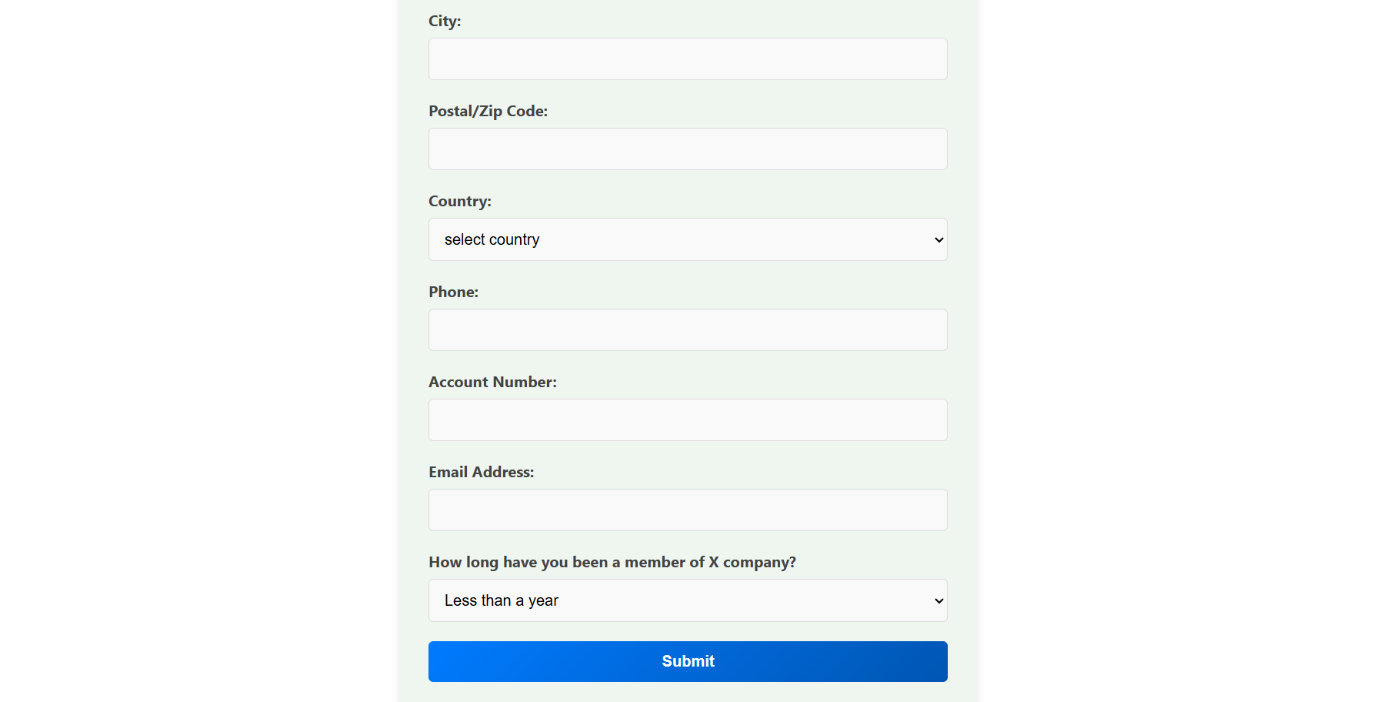 City:
Postal/Zip Code:
Country:
select country
Phone:
Account Number:
Email Address:
How long have you been a member of X company?
Less than a year
Submit